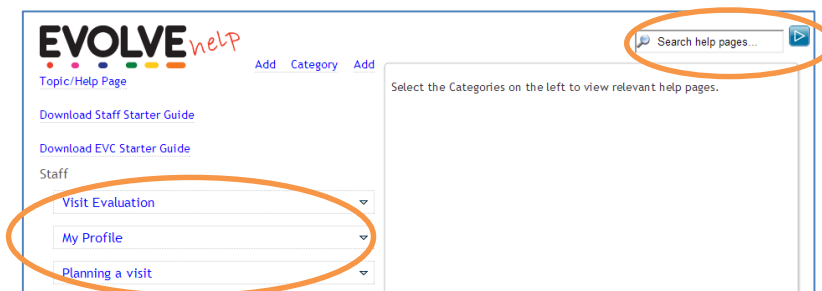 EVOLVE help
Search help pages...
Add Category Add
Topic/Help Page
Select the Categories on the left to view relevant help pages.
Download Staff Starter Guide
Download EVC Starter Guide
Staff
Visit Evaluation
My Profile
Planning a visit